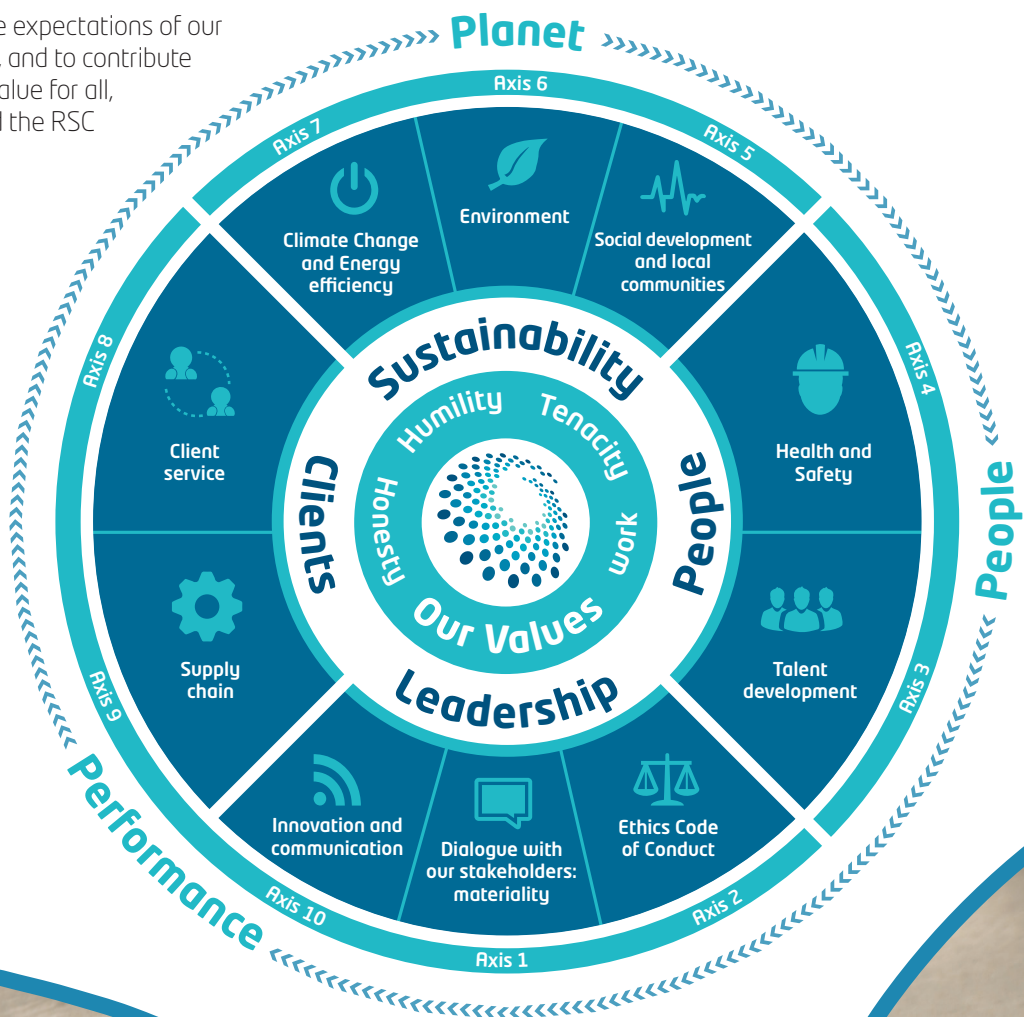 e expectations of our
, and to contribute
alue for all,
d the RSC
Planet
Axis 6
Axis 7
Axis 5
Environment
Climate Change
and Energy
efficiency
Social development
and local
communities
Axis 8
Axis 4
Sustainability
Humility
Tenacity
Client
service
Health and
Safety
Clients
Honesty
work
People
People
Our Values
Supply
chain
Talent
development
Axis 9
Axis 3
Leadership
Performance
Innovation and
communication
Dialogue with
our stakeholders:
materiality
Ethics Code
of Conduct
Axis 10
Axis 2
Axis 1